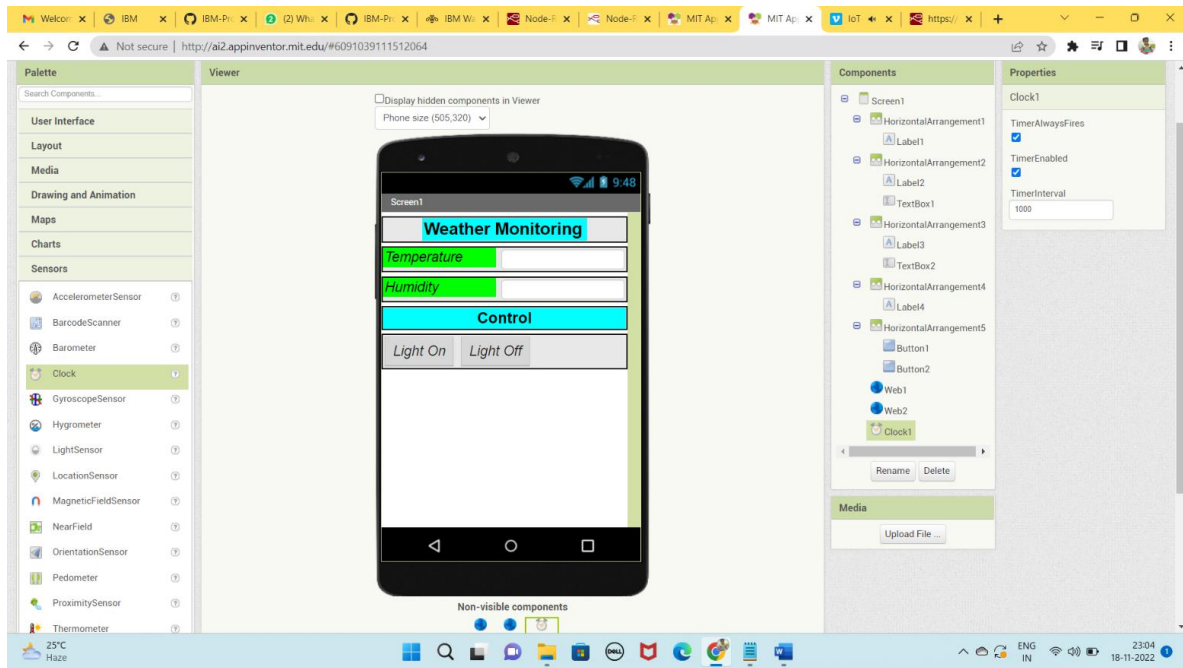 Welcom
IBM
IBM-Pro
(2) Wha
IBM-Pro
IBM Wa
Node-R
Node-R
MIT Ap
MIT Ap
IoT
https://
Not secure | http://ai2.appinventor.mit.edu/#6091039111512064
Palette
Search Components...
User Interface
Layout
Media
Drawing and Animation
Maps
Charts
Sensors
AccelerometerSensor
BarcodeScanner
Barometer
Clock
GyroscopeSensor
Hygrometer
LightSensor
LocationSensor
MagneticFieldSensor
NearField
OrientationSensor
Pedometer
ProximitySensor
Thermometer
Viewer
Display hidden components in Viewer
Phone size (505,320)
9:48
Screen1
Weather Monitoring
Temperature
Humidity
Control
Light On Light Off
Non-visible components
Components
Screen1
HorizontalArrangement1
Label1
HorizontalArrangement2
Label2
TextBox1
HorizontalArrangement3
Label3
TextBox2
HorizontalArrangement4
Label4
HorizontalArrangement5
Button1
Button2
Web1
Web2
Clock1
Rename Delete
Media
Upload File ...
Properties
Clock1
TimerAlwaysFires
TimerEnabled
TimerInterval
1000
25°C
Haze
DELL
ENG
IN
23:04
18-11-2022
1